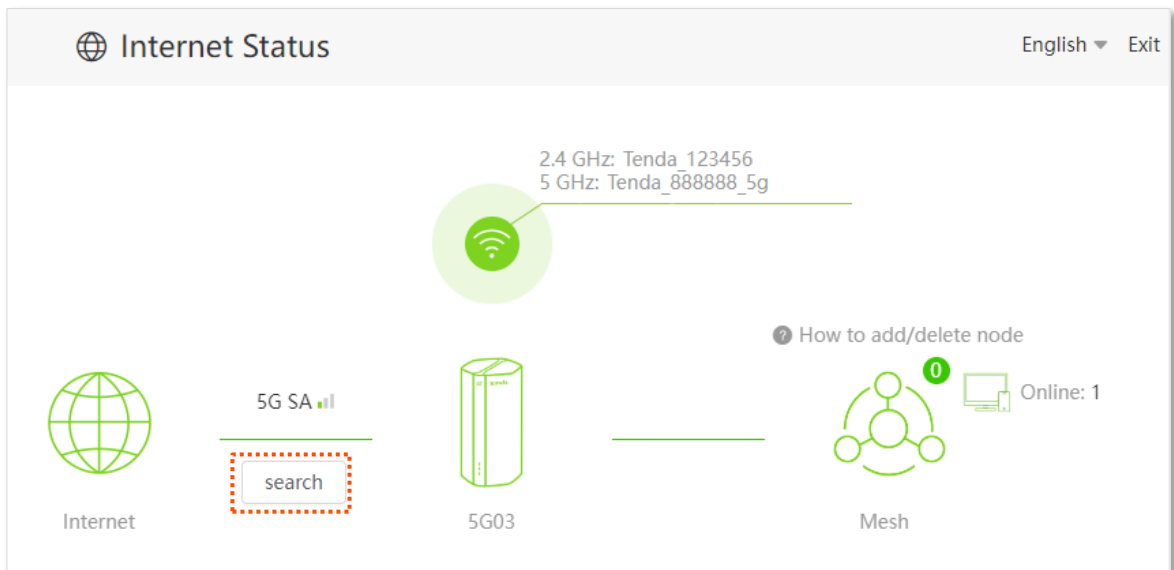 Internet Status
English
Exit
2.4 GHz: Tenda_123456
5 GHz: Tenda_888888_5g
? How to add/delete node
0
Online: 1
5G SA
search
Internet
5G03
Mesh